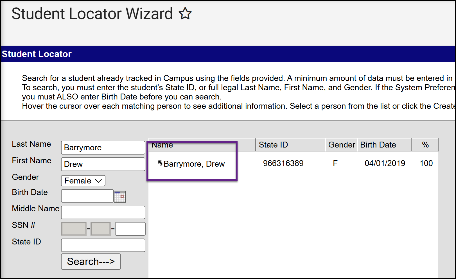 Student Locator Wizard ☆
Student Locator
Search for a student already tracked in Campus using the fields provided. A minimum amount of data must be entered in
To search, you must enter the student's State ID, or full legal Last Name, First Name, and Gender. If the System Preferen
you must ALSO enter Birth Date before you can search.
Hover the cursor over each matching person to see additional information. Select a person from the list or click the Create
Last Name Barrymore
First Name Drew
Gender Female
Birth Date
Middle Name
SSN # - -
State ID
Search--->
Name State ID Gender Birth Date %
Barrymore, Drew 966316389 F 04/01/2019 100